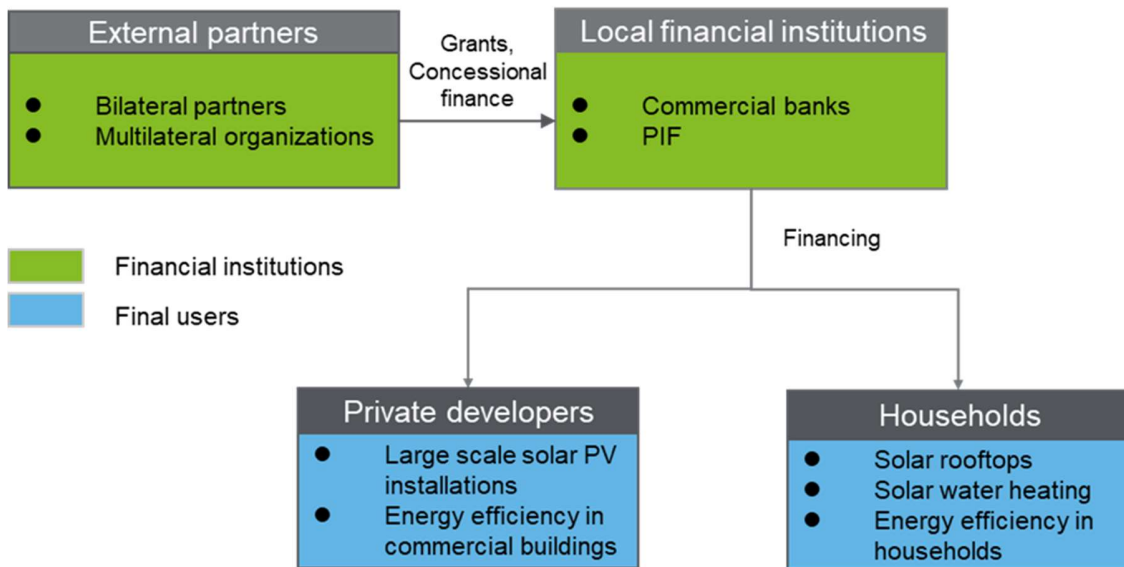 External partners
● Bilateral partners
● Multilateral organizations
Grants,
Concessional
finance
Local financial institutions
● Commercial banks
● PIF
Financing
Financial institutions
Final users
Private developers
● Large scale solar PV
installations
● Energy efficiency in
commercial buildings
Households
● Solar rooftops
● Solar water heating
● Energy efficiency in
households